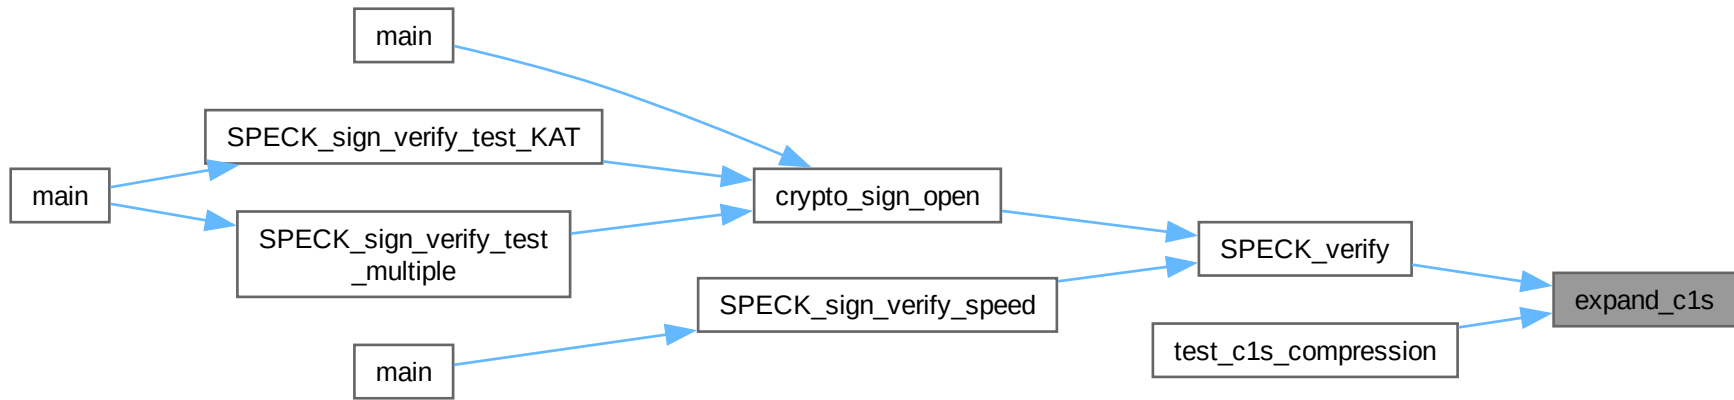 main
SPECK_sign_verify_test_KAT
main
crypto_sign_open
SPECK_sign_verify_test
_multiple
SPECK_verify
SPECK_sign_verify_speed
expand_c1s
test_c1s_compression
main